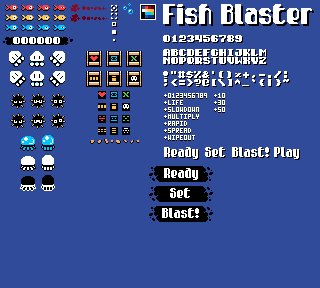 Fish Blaster
000000
0123456789
ABCDEFGHIJKLM
NOPQRSTUVWXYZ
+0123456789 +10
+LIFE +30
+SLOWDOWN +50
+MULTIPLY
+RAPID
+SPREAD
+WIPEOUT
Ready Set Blast! Play
Ready
Set
Blast!